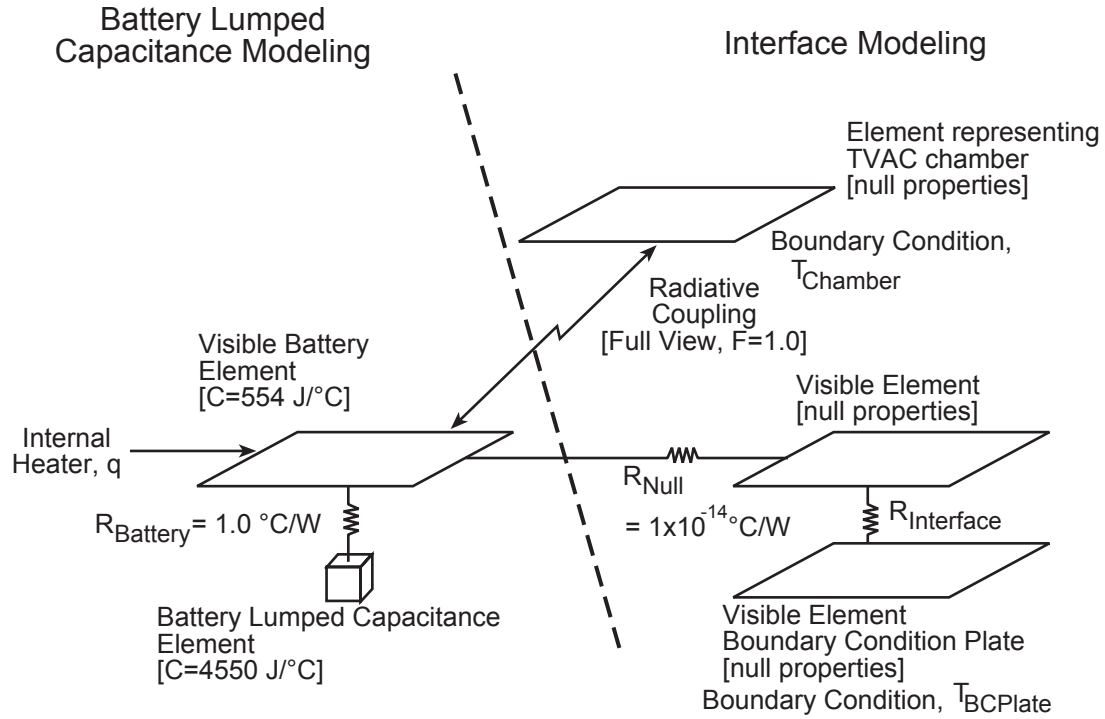 Battery Lumped
Capacitance Modeling
Interface Modeling
Element representing
TVAC chamber
[null properties]
Boundary Condition,
TChamber
Radiative
Coupling
[Full View, F=1.0]
Visible Battery
Element
[C=554 J/°C]
Visible Element
[null properties]
Internal
Heater, q
RNull
= 1x10-14°C/W
RBattery= 1.0 °C/W
RInterface
Battery Lumped Capacitance
Element
[C=4550 J/°C]
Visible Element
Boundary Condition Plate
[null properties]
Boundary Condition, TBCPlate